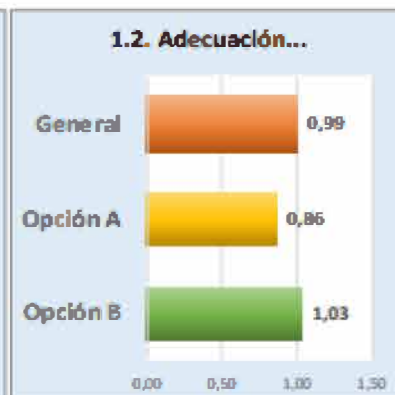 1.2. Adecuación...
General 0,99
Opción A 0,86
Opción B 1,03
0,00 0,50 1,00 1,50